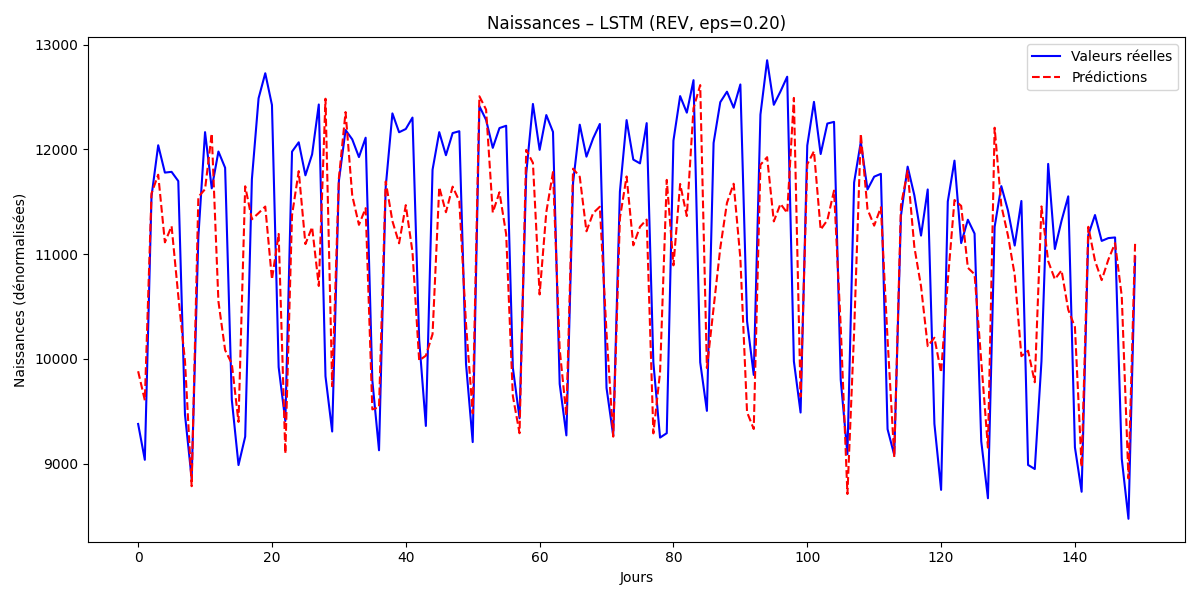 Naissances – LSTM (REV, eps=0.20)
13000
12000
11000
10000
9000
Naissances (dénormalisées)
Valeurs réelles
Prédictions
0 20 40 60 80 100 120 140
Jours